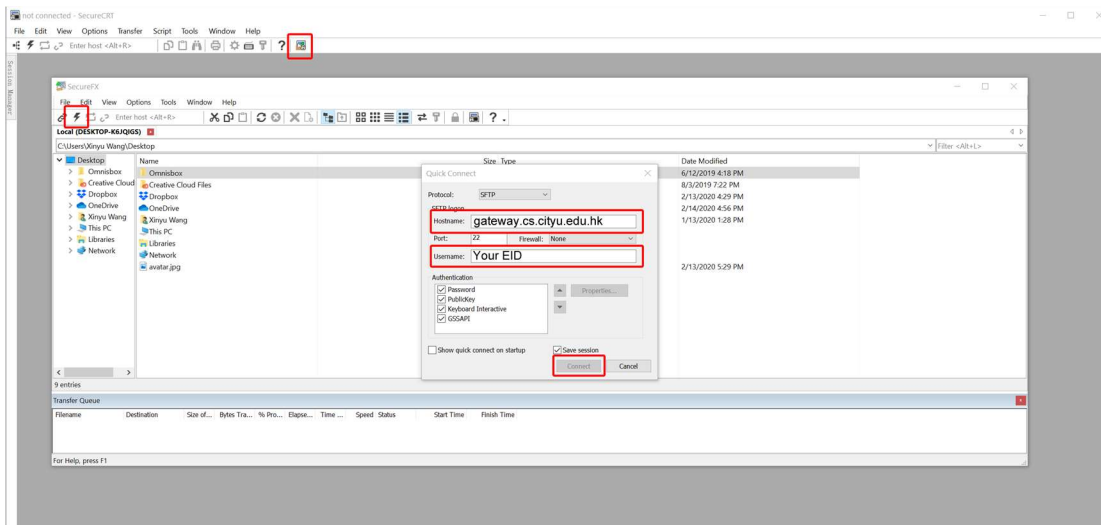 not connected - SecureCRT
File Edit View Options Transfer Script Tools Window Help
Enter host <Alt+R>
Session Manager
SecureFX
File Edit View Options Tools Window Help
Enter host <Alt+R>
Local (DESKTOP-K6JQIGS)
C:\Users\Xinyu Wang\Desktop
Filter <Alt+L>
Desktop
Omnisbox
Creative Cloud
Dropbox
OneDrive
Xinyu Wang
This PC
Libraries
Network
Name Size Type Date Modified
Omnisbox 6/12/2019 4:18 PM
Creative Cloud Files 8/3/2019 7:22 PM
Dropbox 2/13/2020 4:29 PM
OneDrive 2/14/2020 4:56 PM
Xinyu Wang 1/13/2020 1:28 PM
This PC
Libraries
Network
avatar.jpg 2/13/2020 5:29 PM
Quick Connect
Protocol: SFTP
SFTP logon
Hostname: gateway.cs.cityu.edu.hk
Port: 22 Firewall: None
Username: Your EID
Authentication
Password
PublicKey
Keyboard Interactive
GSSAPI
Properties...
Show quick connect on startup Save session
Connect Cancel
9 entries
Transfer Queue
Filename Destination Size of... Bytes Tra... % Pro... Elapse... Time ... Speed Status Start Time Finish Time
For Help, press F1